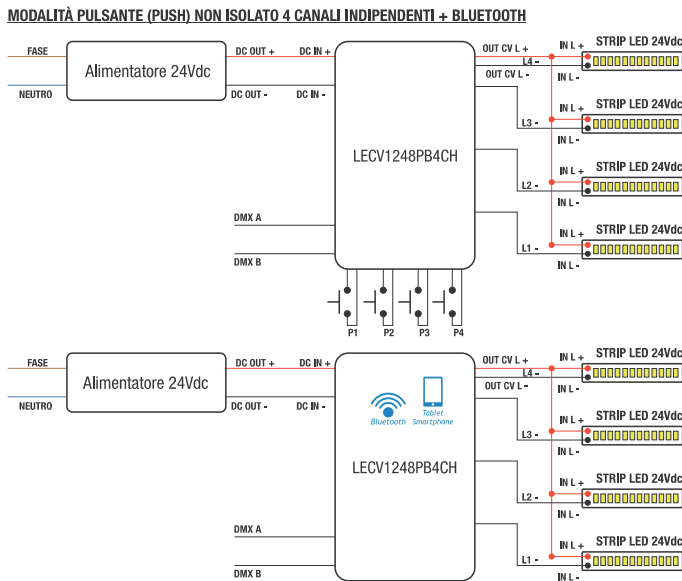 MODALITÀ PULSANTE (PUSH) NON ISOLATO 4 CANALI INDIPENDENTI + BLUETOOTH
FASE
NEUTRO
Alimentatore 24Vdc
DC OUT +
DC IN +
DC OUT -
DC IN -
DMX A
DMX B
LECV1248PB4CH
P1
P2
P3
P4
OUT CV L +
L4 -
OUT CV L -
L3 -
L2 -
L1 -
IN L +
STRIP LED 24Vdc
IN L -
STRIP LED 24Vdc
IN L +
IN L -
STRIP LED 24Vdc
IN L +
IN L -
STRIP LED 24Vdc
IN L +
IN L -
FASE
NEUTRO
Alimentatore 24Vdc
DC OUT +
DC IN +
DC OUT -
DC IN -
DMX A
DMX B
Bluetooth
Tablet
Smartphone
LECV1248PB4CH
OUT CV L +
L4 -
OUT CV L -
L3 -
L2 -
L1 -
IN L +
STRIP LED 24Vdc
IN L -
STRIP LED 24Vdc
IN L +
IN L -
STRIP LED 24Vdc
IN L +
IN L -
STRIP LED 24Vdc
IN L +
IN L -